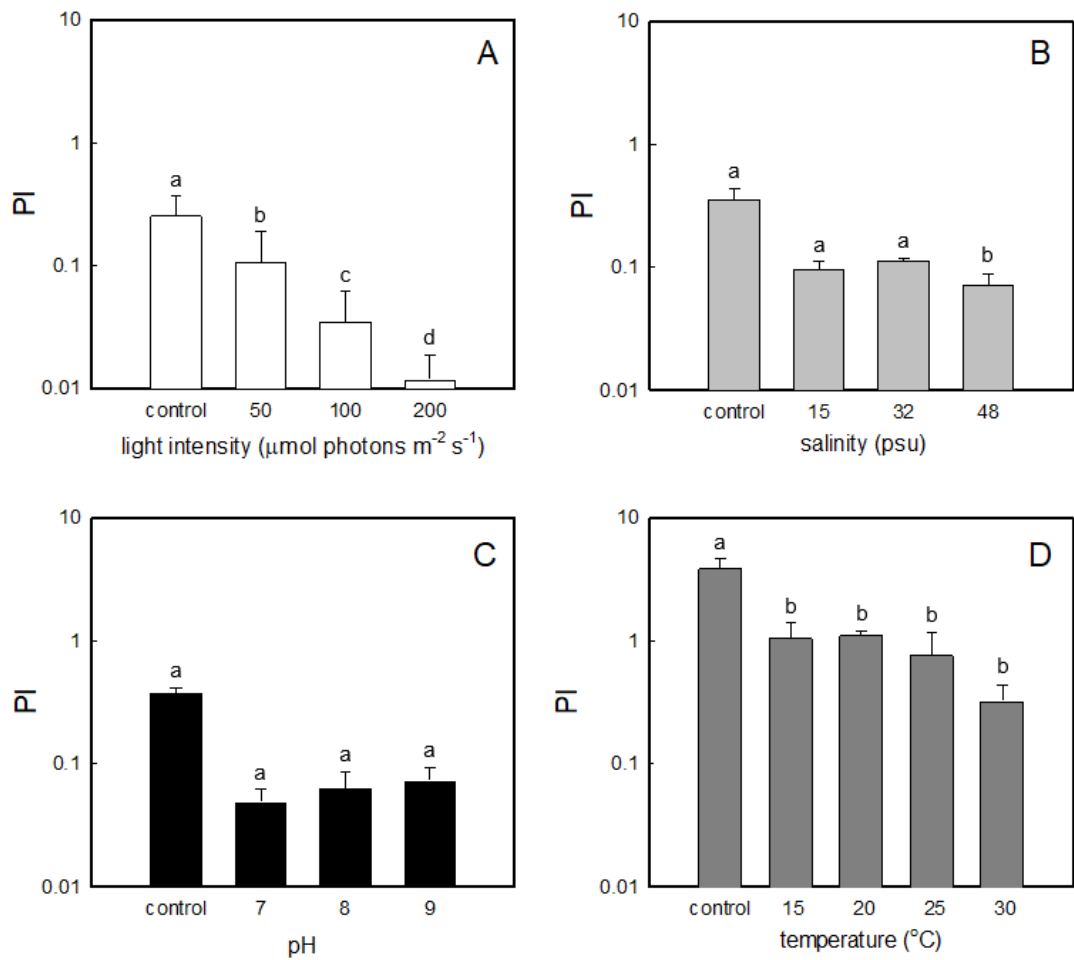 A
10
1
0.1
0.01
PI
a
b
c
d
control 50 100 200
light intensity (μmol photons m⁻² s⁻¹)
B
10
1
0.1
0.01
PI
a
a
a
b
control 15 32 48
salinity (psu)
C
10
1
0.1
0.01
PI
a
a
a
a
control 7 8 9
pH
D
10
1
0.1
0.01
PI
a
b
b
b
b
control 15 20 25 30
temperature (°C)